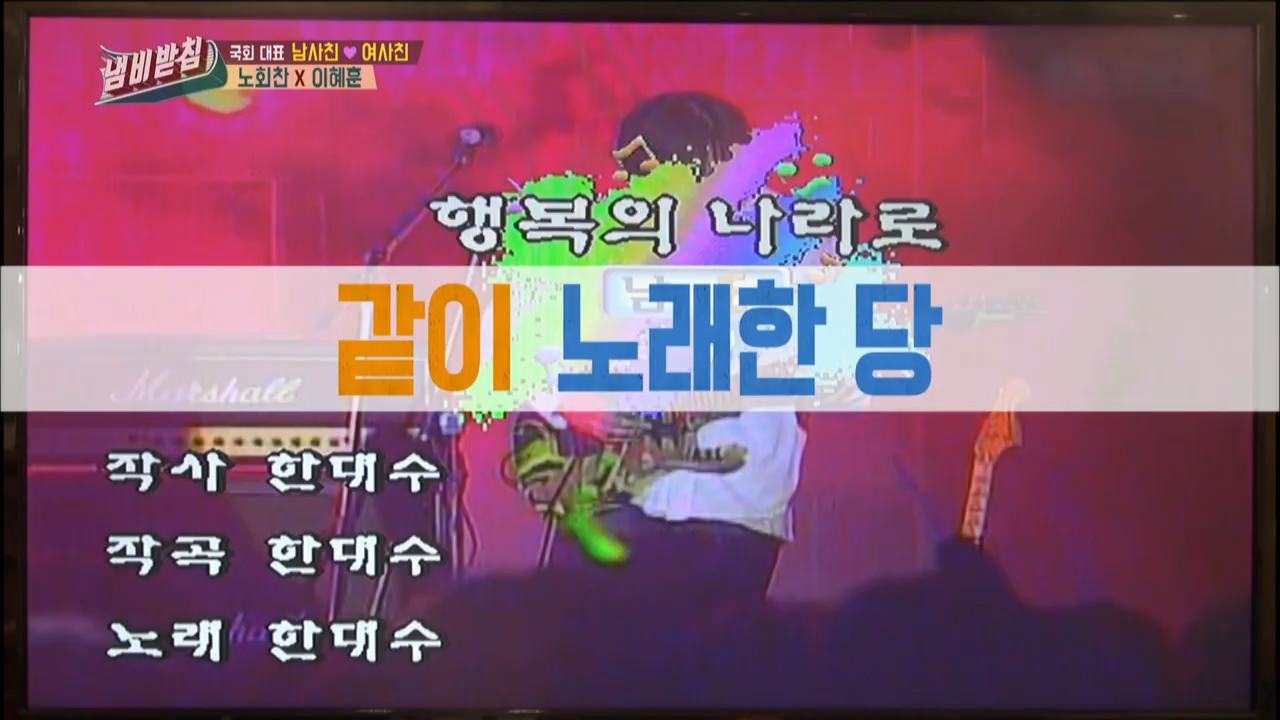 냄비받침
국회 대표 남사친 ♥ 여사친
노회찬 X 이혜훈
행복의 나라로
같이 노래한 당
Marshall
작사 한대수
작곡 한대수
노래 한대수